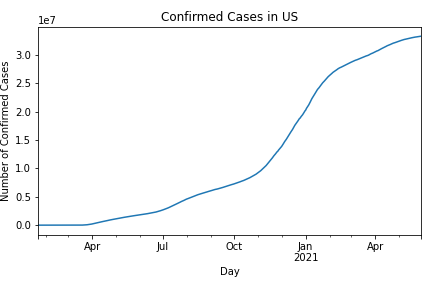 Confirmed Cases in US
1e7
Number of Confirmed Cases
3.0
2.5
2.0
1.5
1.0
0.5
0.0
Apr
Jul
Oct
Jan
2021
Apr
Day